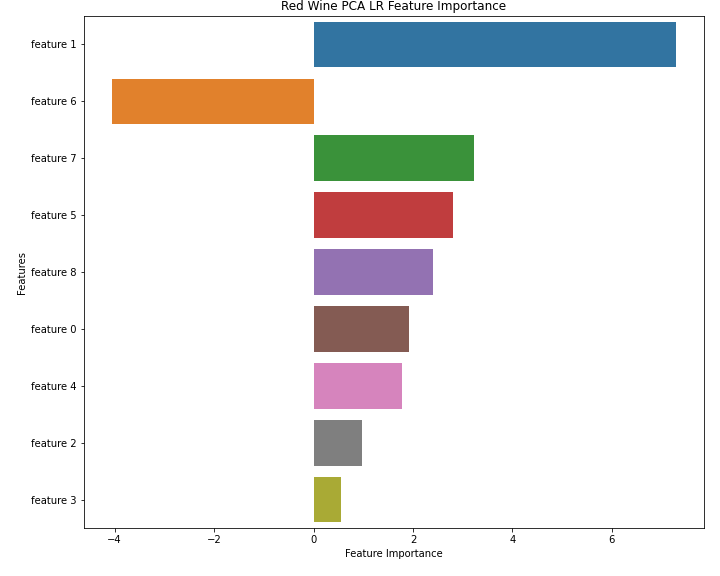 Red Wine PCA LR Feature Importance
feature 1
feature 6
feature 7
feature 5
feature 8
feature 0
feature 4
feature 2
feature 3
Features
−4 −2 0 2 4 6
Feature Importance